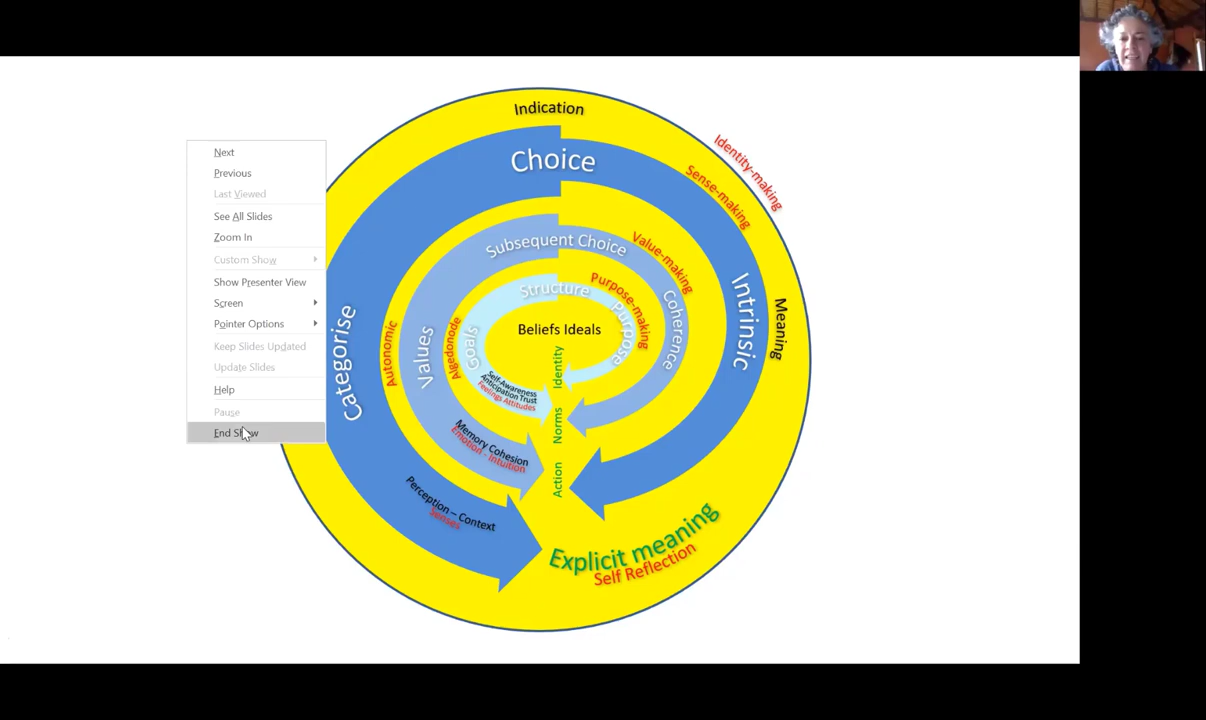 Next
Previous
Last Viewed
See All Slides
Zoom In
Custom Show
Show Presenter View
Screen
Pointer Options
Keep Slides Updated
Update Slides
Help
Pause
End Show
Indication
Identity-making
Choice
Sense-making
Subsequent Choice
Value-making
Structure
Purpose-making
Purpose
Coherence
Intrinsic
Meaning
Beliefs Ideals
Categorise
Autonomic
Values
Algedonode
Goals
Self-Awareness
Anticipation Trust
Feelings Attitudes
Identity
Norms
Action
Memory Cohesion
Emotion - Intuition
Perception – Context
Senses
Explicit meaning
Self Reflection